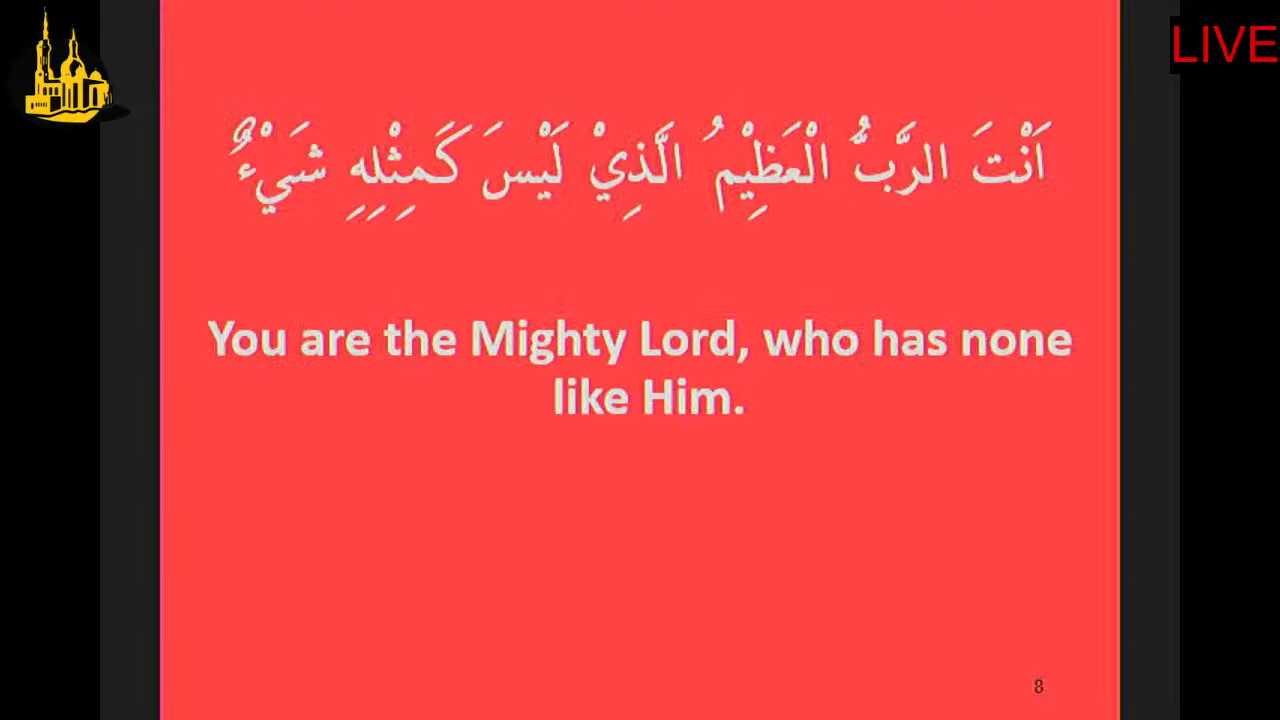 LIVE
اَنْتَ الرَّبُّ الْعَظِيْمُ الَّذِيْ لَيْسَ كَمِثْلِهِ شَيْءٌ
You are the Mighty Lord, who has none
like Him.
8